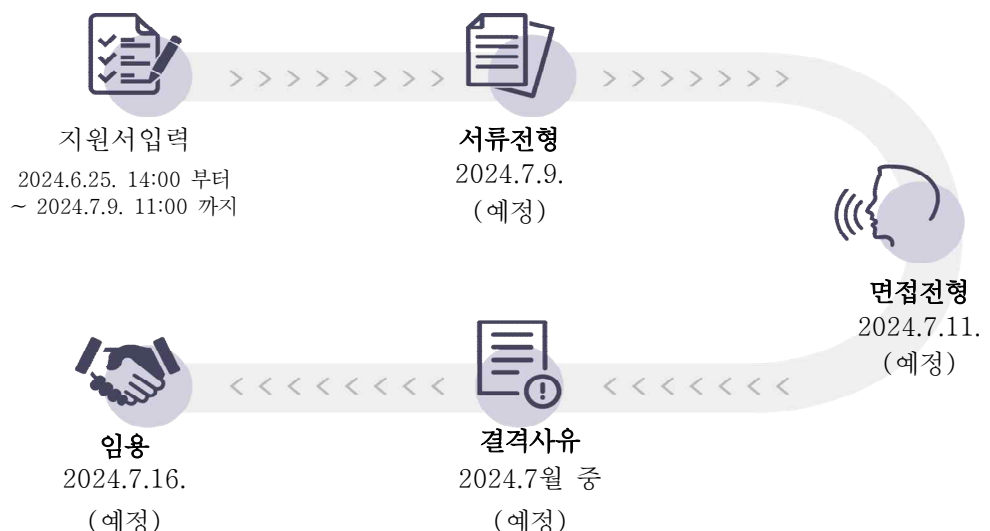 지원서입력
2024.6.25. 14:00 부터
~ 2024.7.9. 11:00 까지
서류전형
2024.7.9.
(예정)
면접전형
2024.7.11.
(예정)
결격사유
2024.7월 중
(예정)
임용
2024.7.16.
(예정)